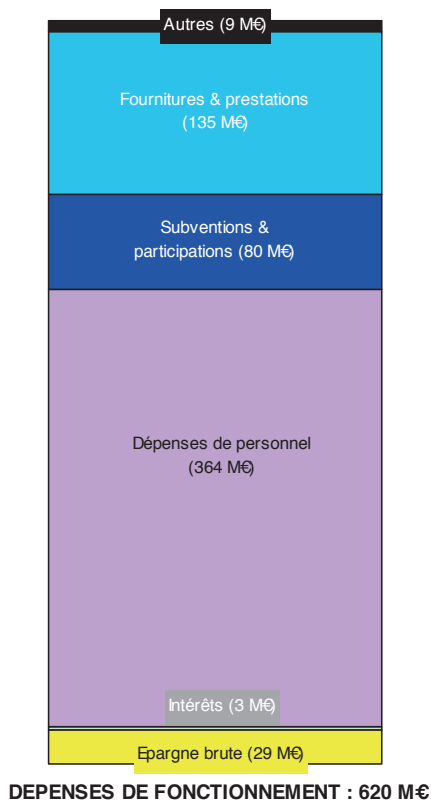 Autres (9 M€)
Fournitures & prestations
(135 M€)
Subventions &
participations (80 M€)
Dépenses de personnel
(364 M€)
Intérêts (3 M€)
Epargne brute (29 M€)
DEPENSES DE FONCTIONNEMENT : 620 M€